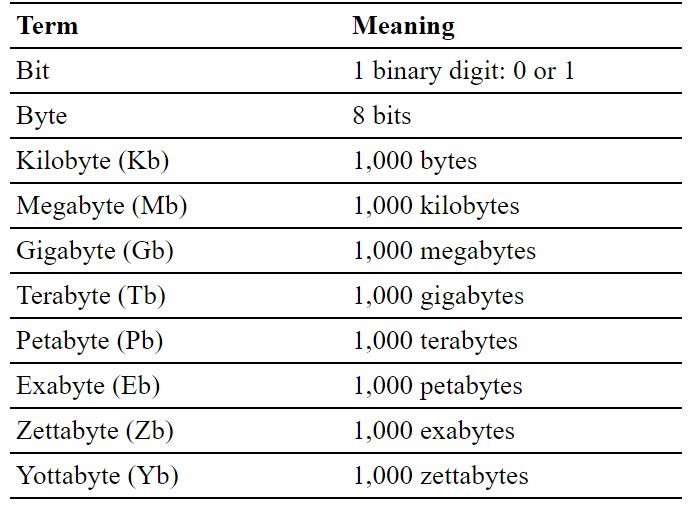 Term Meaning
Bit 1 binary digit: 0 or 1
Byte 8 bits
Kilobyte (Kb) 1,000 bytes
Megabyte (Mb) 1,000 kilobytes
Gigabyte (Gb) 1,000 megabytes
Terabyte (Tb) 1,000 gigabytes
Petabyte (Pb) 1,000 terabytes
Exabyte (Eb) 1,000 petabytes
Zettabyte (Zb) 1,000 exabytes
Yottabyte (Yb) 1,000 zettabytes